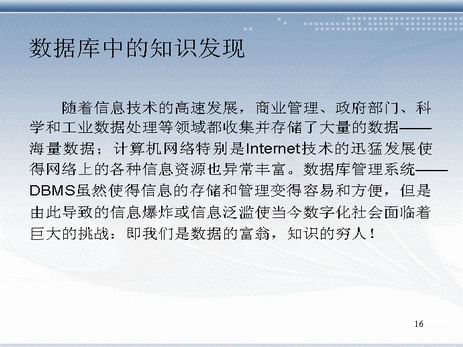 数据库中的知识发现
随着信息技术的高速发展，商业管理、政府部门、科
学和工业数据处理等领域都收集并存储了大量的数据——
海量数据；计算机网络特别是Internet技术的迅猛发展使
得网络上的各种信息资源也异常丰富。数据库管理系统——
DBMS虽然使得信息的存储和管理变得容易和方便，但是
由此导致的信息爆炸或信息泛滥使当今数字化社会面临着
巨大的挑战：即我们是数据的富翁，知识的穷人！
16